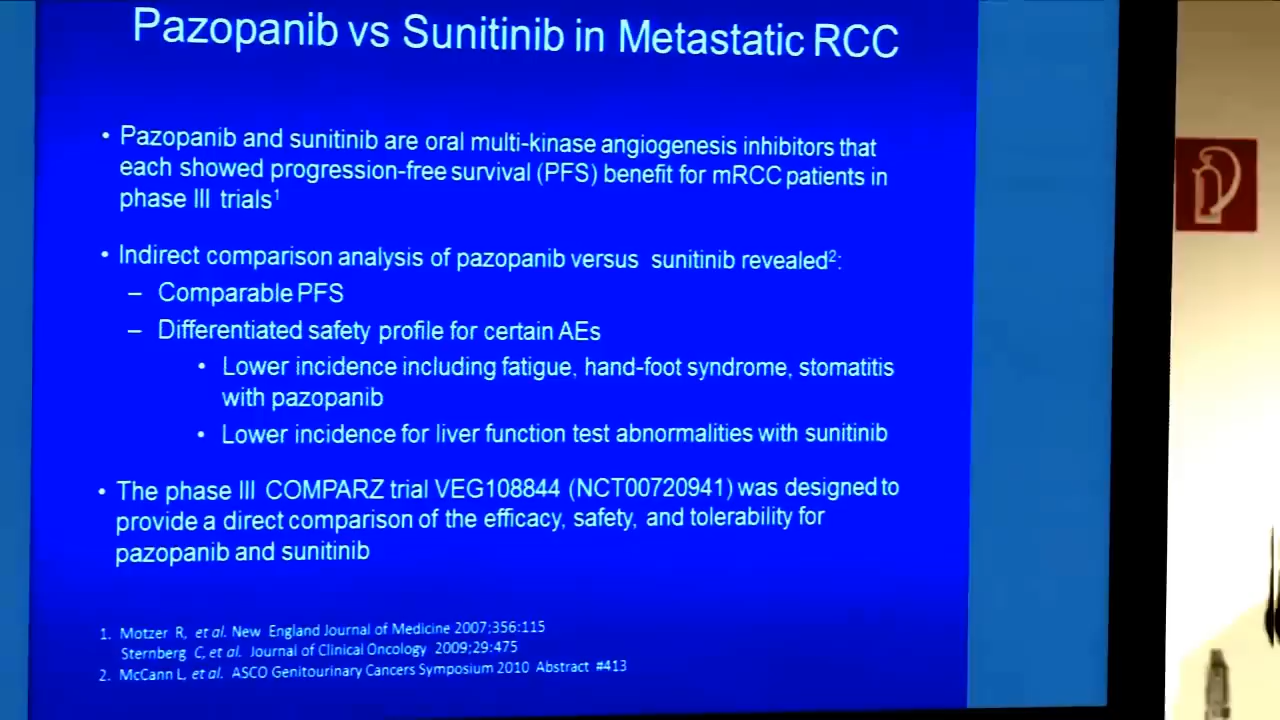 Pazopanib vs Sunitinib in Metastatic RCC
• Pazopanib and sunitinib are oral multi-kinase angiogenesis inhibitors that
each showed progression-free survival (PFS) benefit for mRCC patients in
phase III trials¹
• Indirect comparison analysis of pazopanib versus sunitinib revealed²:
– Comparable PFS
– Differentiated safety profile for certain AEs
• Lower incidence including fatigue, hand-foot syndrome, stomatitis
with pazopanib
• Lower incidence for liver function test abnormalities with sunitinib
• The phase III COMPARZ trial VEG108844 (NCT00720941) was designed to
provide a direct comparison of the efficacy, safety, and tolerability for
pazopanib and sunitinib
1. Motzer R, et al. New England Journal of Medicine 2007;356:115
Sternberg C, et al. Journal of Clinical Oncology 2009;29:475
2. McCann L, et al. ASCO Genitourinary Cancers Symposium 2010 Abstract #413